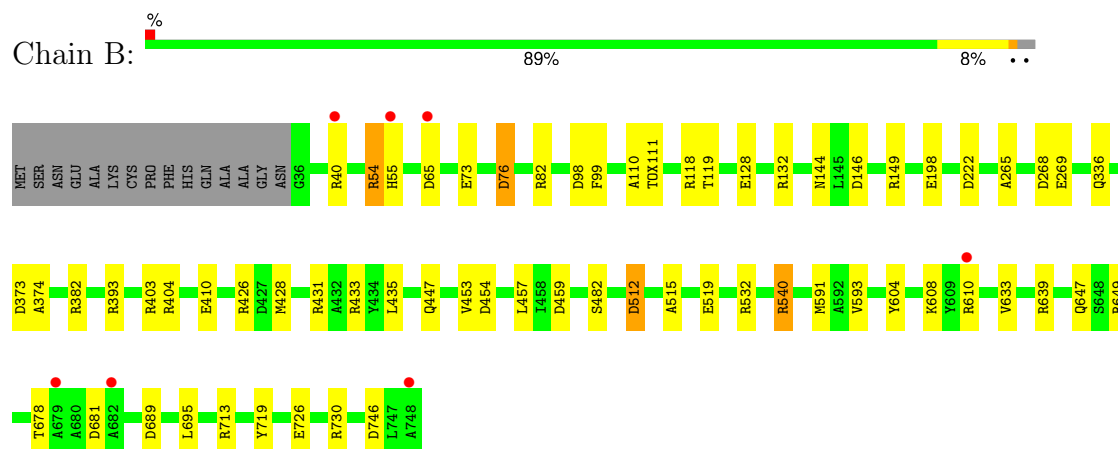 %
Chain B:
89% 8% • •
MET SER ASN GLU ALA LYS CYS PRO PHE HIS GLN ALA ALA GLY ASN G36 R40 R54 H55 D65 E73 D76 R82 D98 F99 A110 TOX111 R118 T119 E128 R132 N144 L145 D146 R149 E198 D222 A265 D268 E269 Q336
D373 A374 R382 R393 R403 R404 E410 R426 D427 M428 R431 A432 R433 Y434 L435 Q447 V453 D454 L457 I458 D459 S482 D512 A515 E519 R532 R540 M591 A592 V593 Y604 K608 Y609 R610 V633 R639 Q647 S648
T678 A679 A680 D681 A682 D689 L695 R713 Y719 E726 R730 D746 L747 A748